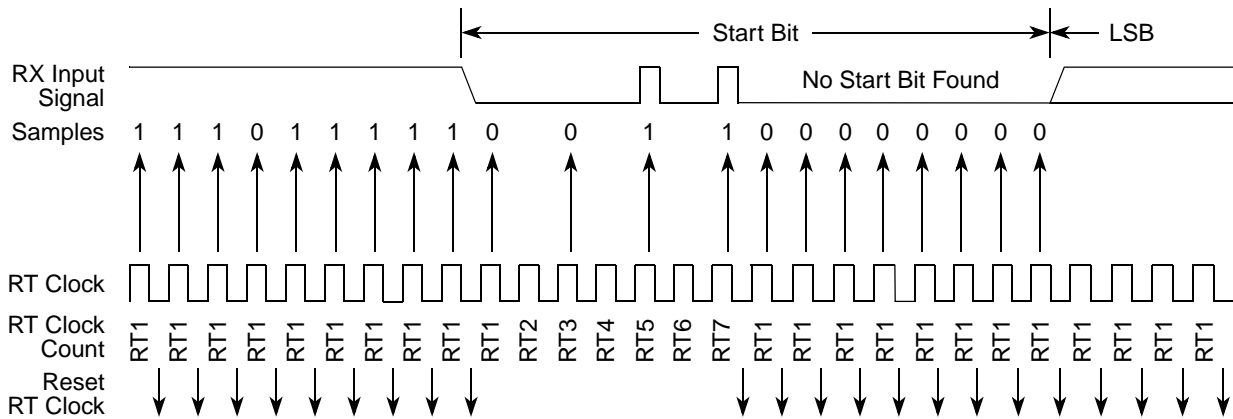 Start Bit LSB
RX Input
Signal
No Start Bit Found
Samples 1 1 1 0 1 1 1 1 1 0 0 1 1 0 0 0 0 0 0 0 0
RT Clock
RT Clock
Count
RT1 RT1 RT1 RT1 RT1 RT1 RT1 RT1 RT1 RT1 RT2 RT3 RT4 RT5 RT6 RT7 RT1 RT1 RT1 RT1 RT1 RT1 RT1 RT1 RT1 RT1 RT1 RT1
Reset
RT Clock